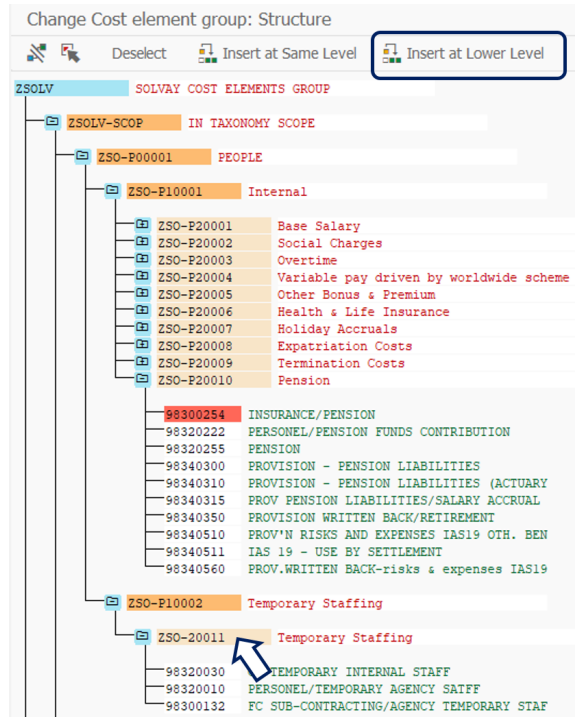 Change Cost element group: Structure
Deselect Insert at Same Level Insert at Lower Level
ZSOLV SOLVAY COST ELEMENTS GROUP
ZSOLV-SCOP IN TAXONOMY SCOPE
ZSO-P00001 PEOPLE
ZSO-P10001 Internal
ZSO-P20001 Base Salary
ZSO-P20002 Social Charges
ZSO-P20003 Overtime
ZSO-P20004 Variable pay driven by worldwide scheme
ZSO-P20005 Other Bonus & Premium
ZSO-P20006 Health & Life Insurance
ZSO-P20007 Holiday Accruals
ZSO-P20008 Expatriation Costs
ZSO-P20009 Termination Costs
ZSO-P20010 Pension
98300254 INSURANCE/PENSION
98320222 PERSONEL/PENSION FUNDS CONTRIBUTION
98320255 PENSION
98340300 PROVISION - PENSION LIABILITIES
98340310 PROVISION - PENSION LIABILITIES (ACTUARY
98340315 PROV PENSION LIABILITIES/SALARY ACCRUAL
98340350 PROVISION WRITTEN BACK/RETIREMENT
98340510 PROV'N RISKS AND EXPENSES IAS19 OTH. BEN
98340511 IAS 19 - USE BY SETTLEMENT
98340560 PROV.WRITTEN BACK-risks & expenses IAS19
ZSO-P10002 Temporary Staffing
ZSO-20011 Temporary Staffing
98320030 TEMPORARY INTERNAL STAFF
98320010 PERSONEL/TEMPORARY AGENCY SATFF
98300132 FC SUB-CONTRACTING/AGENCY TEMPORARY STAF